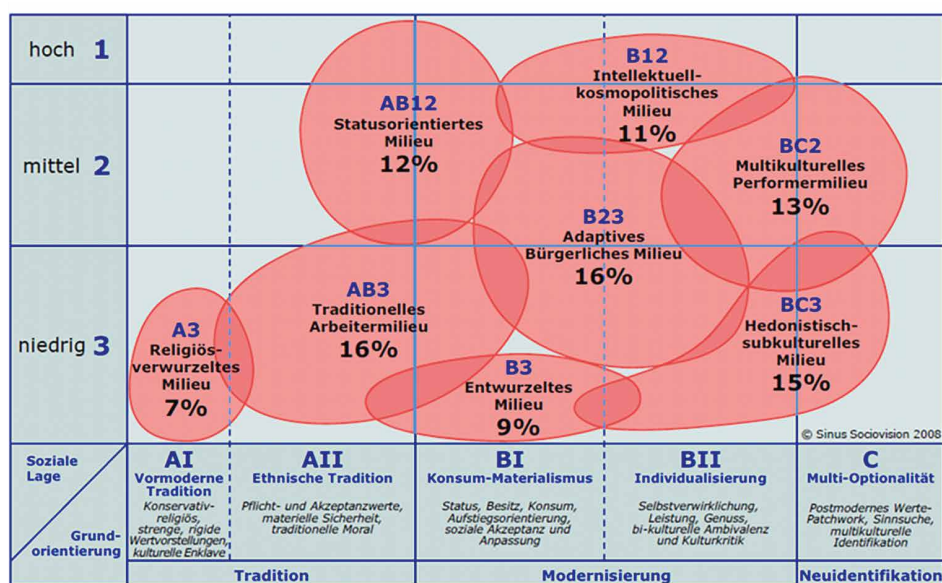 hoch 1
mittel 2
niedrig 3
B12
Intellektuell-
kosmopolitisches
Milieu
11%
AB12
Statusorientiertes
Milieu
12%
BC2
Multikulturelles
Performermilieu
13%
B23
Adaptives
Bürgerliches Milieu
16%
AB3
Traditionelles
Arbeitermilieu
16%
A3
Religiös-
verwurzeltes
Milieu
7%
B3
Entwurzeltes
Milieu
9%
BC3
Hedonistisch-
subkulturelles
Milieu
15%
© Sinus Sociovision 2008
Soziale
Lage
Grund-
orientierung
AI
Vormoderne
Tradition
Konservativ-
religiös,
strenge, rigide
Wertvorstellungen,
kulturelle Enklave
AII
Ethnische Tradition
Pflicht- und Akzeptanzwerte,
materielle Sicherheit,
traditionelle Moral
BI
Konsum-Materialismus
Status, Besitz, Konsum,
Aufstiegsorientierung,
soziale Akzeptanz und
Anpassung
BII
Individualisierung
Selbstverwirklichung,
Leistung, Genuss,
bi-kulturelle Ambivalenz
und Kulturkritik
C
Multi-Optionalität
Postmodernes Werte-
Patchwork, Sinnsuche,
multikulturelle
Identifikation
Tradition
Modernisierung
Neuidentifikation